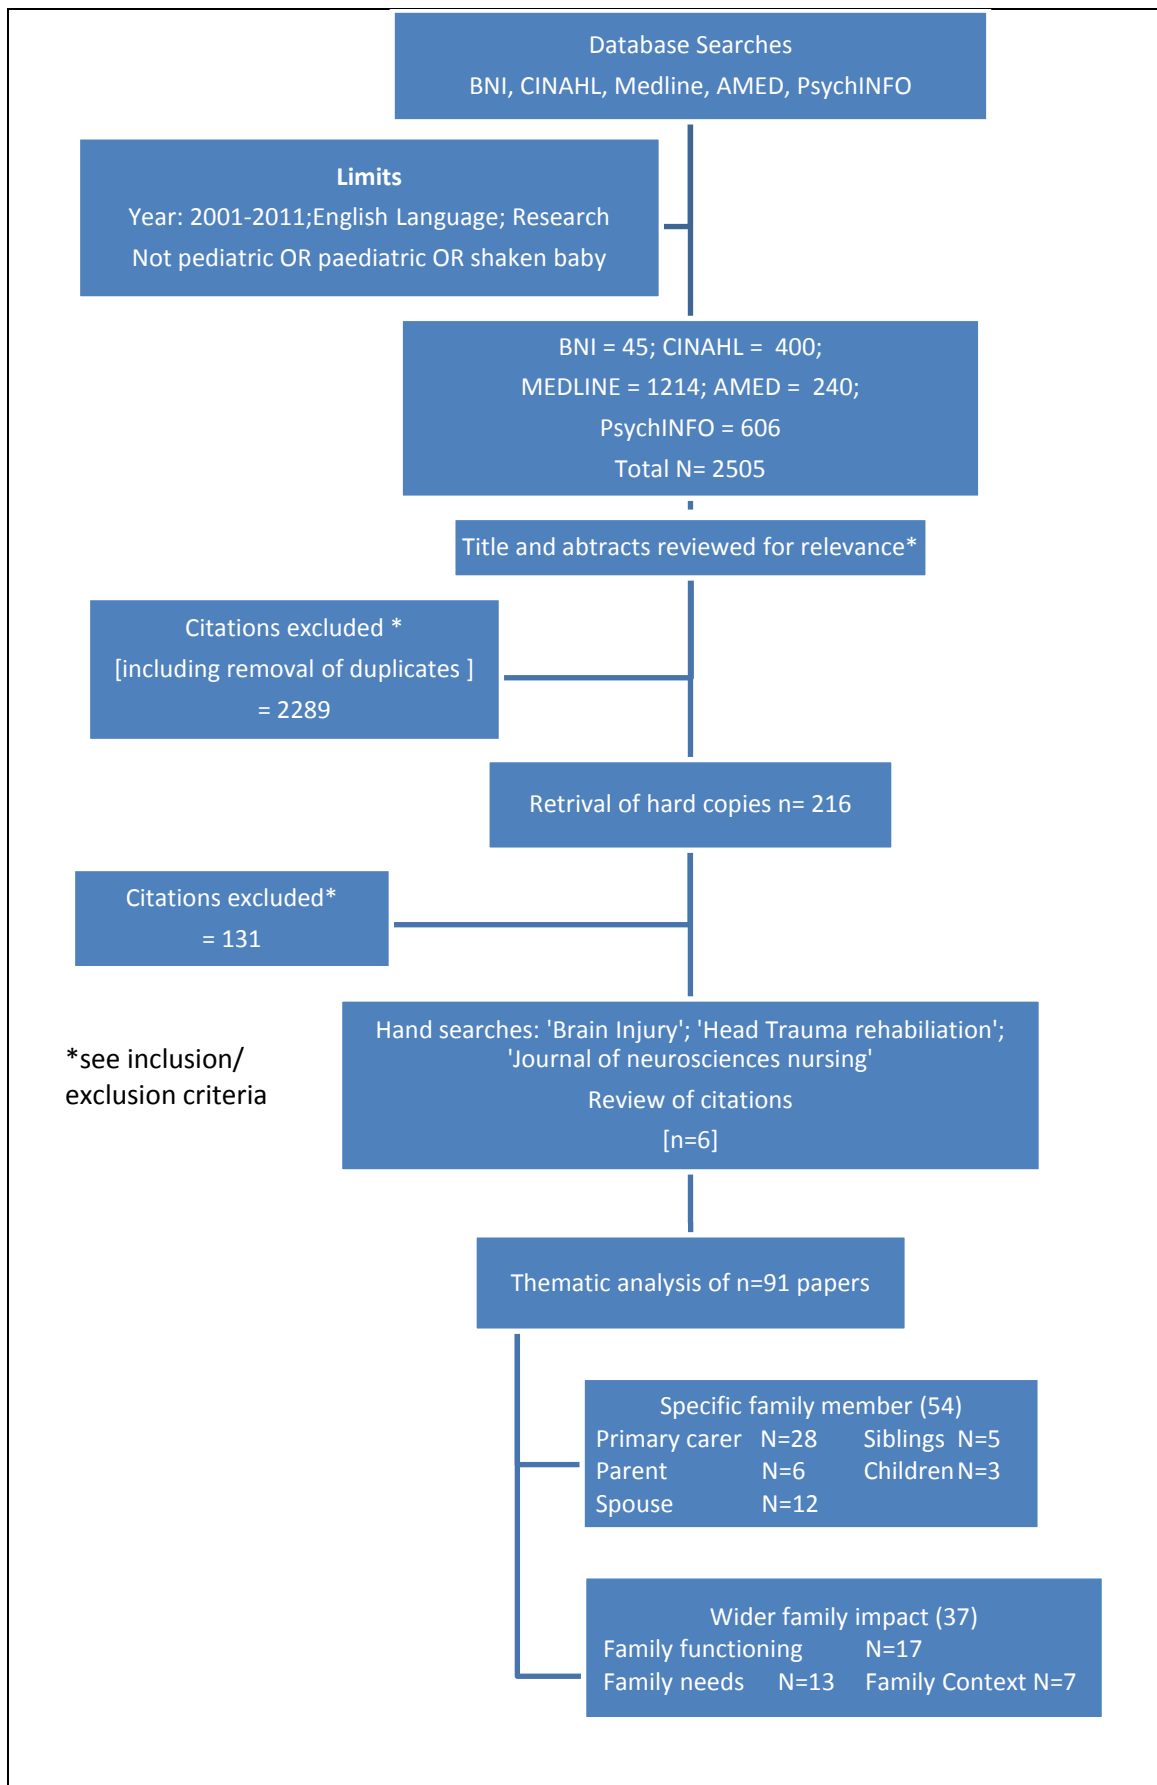 Database Searches
BNI, CINAHL, Medline, AMED, PsychINFO
Limits
Year: 2001-2011;English Language; Research
Not pediatric OR paediatric OR shaken baby
BNI = 45; CINAHL = 400;
MEDLINE = 1214; AMED = 240;
PsychINFO = 606
Total N= 2505
Title and abtracts reviewed for relevance*
Citations excluded *
[including removal of duplicates ]
= 2289
Retrival of hard copies n= 216
Citations excluded*
= 131
*see inclusion/
exclusion criteria
Hand searches: 'Brain Injury'; 'Head Trauma rehabiliation';
'Journal of neurosciences nursing'
Review of citations
[n=6]
Thematic analysis of n=91 papers
Specific family member (54)
Primary carer N=28 Siblings N=5
Parent N=6 Children N=3
Spouse N=12
Wider family impact (37)
Family functioning N=17
Family needs N=13 Family Context N=7